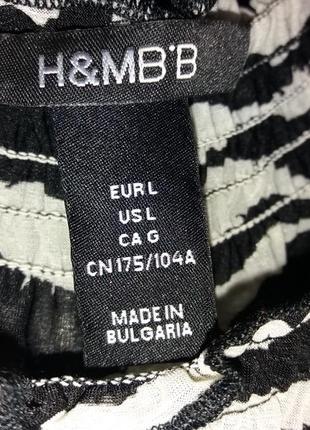 H&MB'B
EUR L
US L
CA G
CN 175/104A
MADE IN
BULGARIA